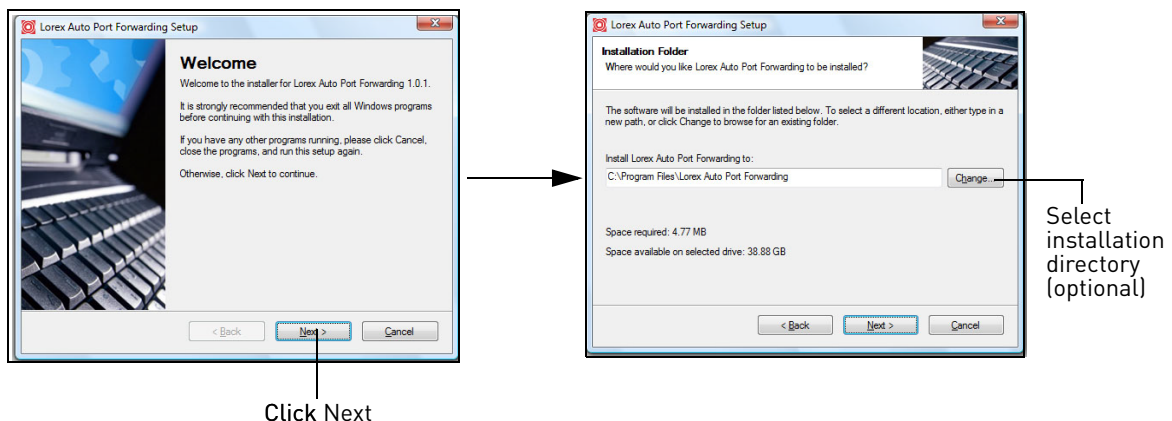 Lorex Auto Port Forwarding Setup
Welcome
Welcome to the installer for Lorex Auto Port Forwarding 1.0.1.
It is strongly recommended that you exit all Windows programs
before continuing with this installation.
If you have any other programs running, please click Cancel,
close the programs, and run this setup again.
Otherwise, click Next to continue.
< Back
Next >
Cancel
Click Next
Lorex Auto Port Forwarding Setup
Installation Folder
Where would you like Lorex Auto Port Forwarding to be installed?
The software will be installed in the folder listed below. To select a different location, either type in a
new path, or click Change to browse for an existing folder.
Install Lorex Auto Port Forwarding to:
C:\Program Files\Lorex Auto Port Forwarding
Change...
Space required: 4.77 MB
Space available on selected drive: 38.88 GB
< Back
Next >
Cancel
Select
installation
directory
(optional)